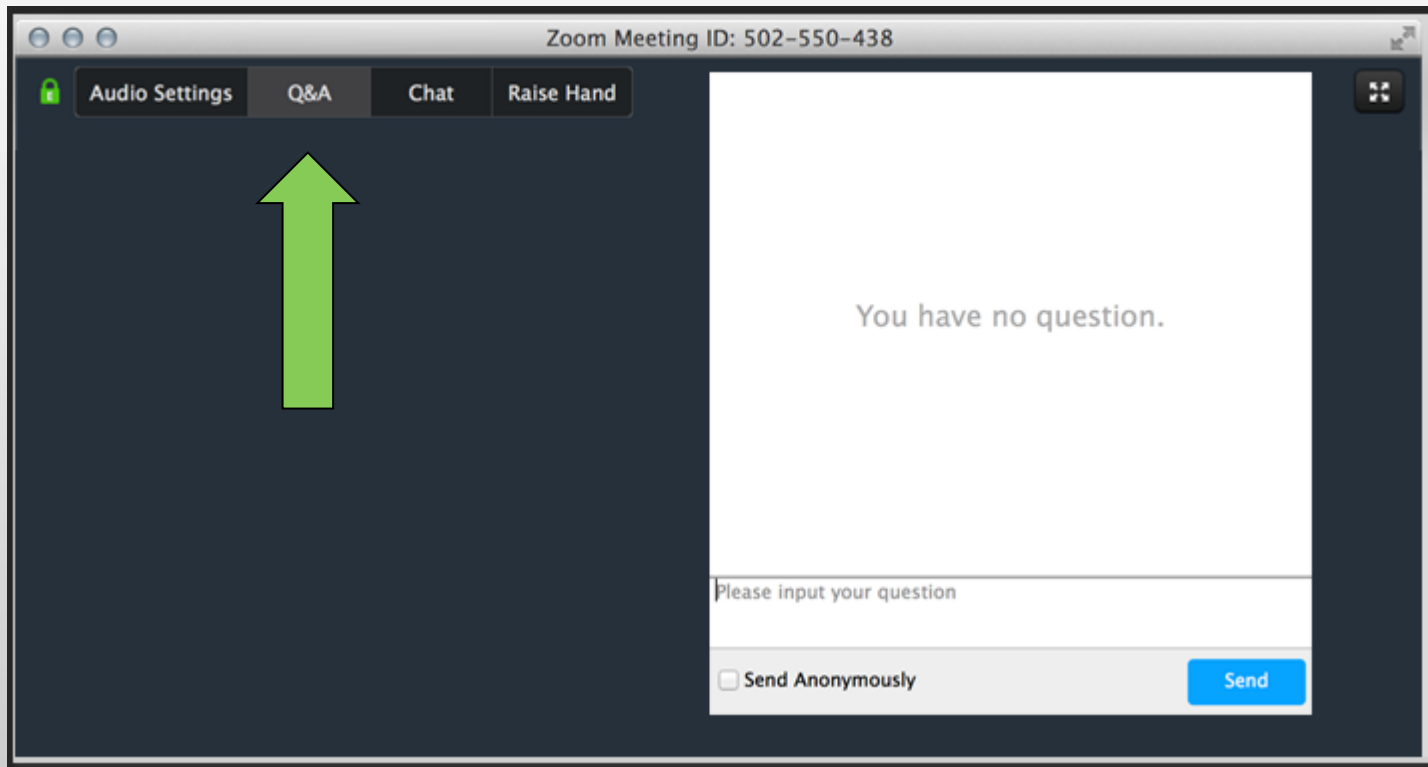 Zoom Meeting ID: 502-550-438
Audio Settings Q&A Chat Raise Hand
You have no question.
Please input your question
Send Anonymously Send